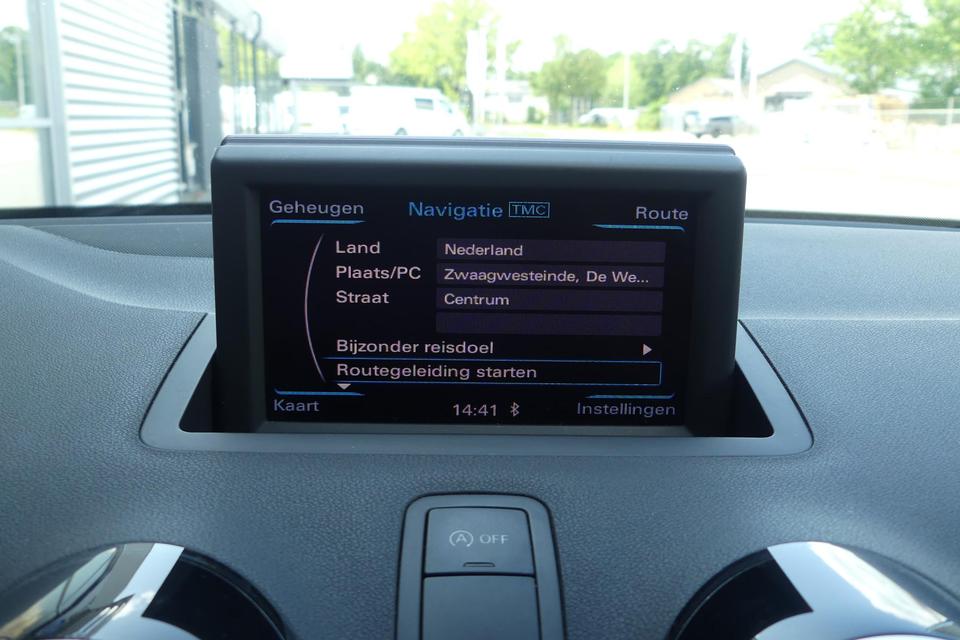 Geheugen Navigatie TMC Route
Land Nederland
Plaats/PC Zwaagwesteinde, De We...
Straat Centrum
Bijzonder reisdoel
Routegeleiding starten
Kaart 14:41 Instellingen
A OFF